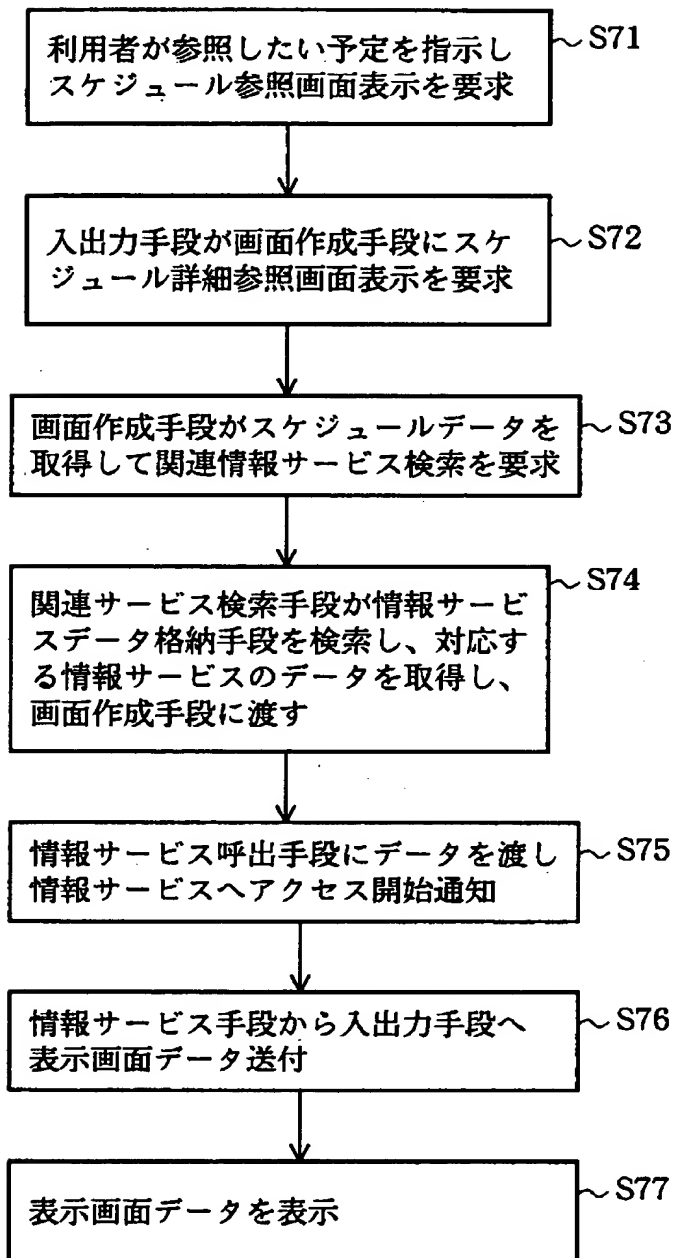 利用者が参照したい予定を指示し
スケジュール参照画面表示を要求
S71
入出力手段が画面作成手段にスケ
ジュール詳細参照画面表示を要求
S72
画面作成手段がスケジュールデータを
取得して関連情報サービス検索を要求
S73
関連サービス検索手段が情報サービ
スデータ格納手段を検索し、対応す
る情報サービスのデータを取得し、
画面作成手段に渡す
S74
情報サービス呼出手段にデータを渡し
情報サービスへアクセス開始通知
S75
情報サービス手段から入出力手段へ
表示画面データ送付
S76
表示画面データを表示
S77